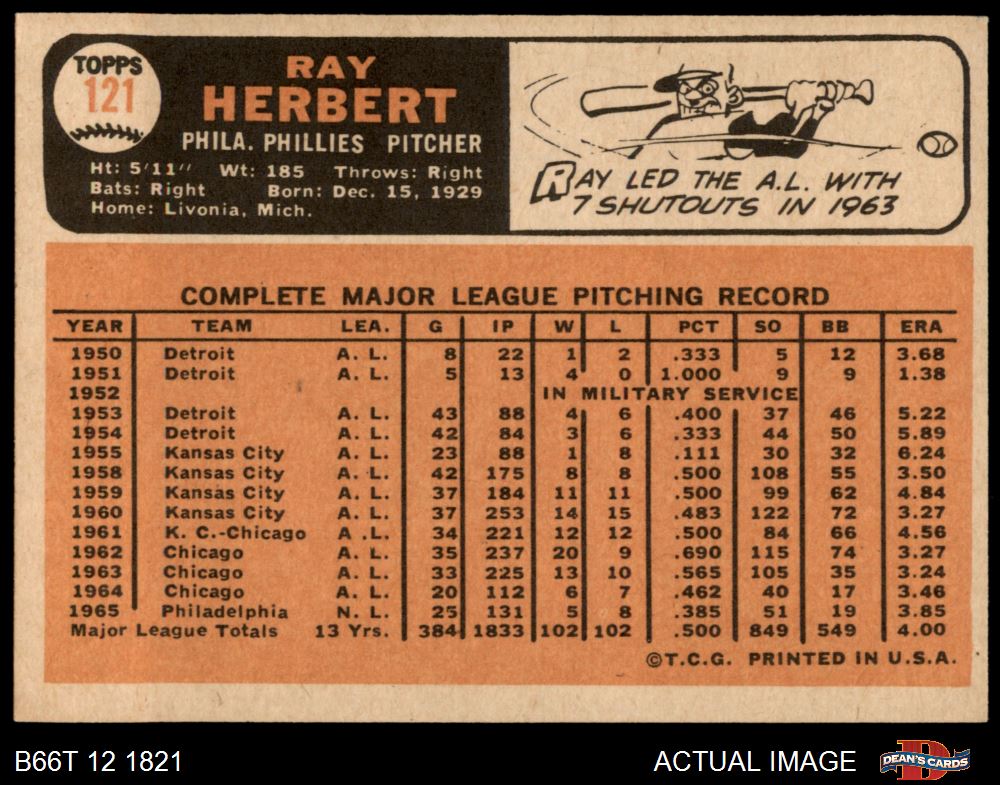 TOPPS
121
RAY
HERBERT
PHILA. PHILLIES PITCHER
Ht: 5'11" Wt: 185 Throws: Right
Bats: Right Born: Dec. 15, 1929
Home: Livonia, Mich.
RAY LED THE A.L. WITH
7 SHUTOUTS IN 1963
COMPLETE MAJOR LEAGUE PITCHING RECORD
YEAR TEAM LEA. G IP W L PCT SO BB ERA
1950 Detroit A. L. 8 22 1 2 .333 5 12 3.68
1951 Detroit A. L. 5 13 4 0 1.000 9 9 1.38
1952 IN MILITARY SERVICE
1953 Detroit A. L. 43 88 4 6 .400 37 46 5.22
1954 Detroit A. L. 42 84 3 6 .333 44 50 5.89
1955 Kansas City A. L. 23 88 1 8 .111 30 32 6.24
1958 Kansas City A. L. 42 175 8 8 .500 108 55 3.50
1959 Kansas City A. L. 37 184 11 11 .500 99 62 4.84
1960 Kansas City A. L. 37 253 14 15 .483 122 72 3.27
1961 K. C.-Chicago A .L. 34 221 12 12 .500 84 66 4.56
1962 Chicago A. L. 35 237 20 9 .690 115 74 3.27
1963 Chicago A. L. 33 225 13 10 .565 105 35 3.24
1964 Chicago A. L. 20 112 6 7 .462 40 17 3.46
1965 Philadelphia N. L. 25 131 5 8 .385 51 19 3.85
Major League Totals 13 Yrs. 384 1833 102 102 .500 849 549 4.00
©T.C.G. PRINTED IN U.S.A.
B66T 12 1821 ACTUAL IMAGE DEAN'S CARDS